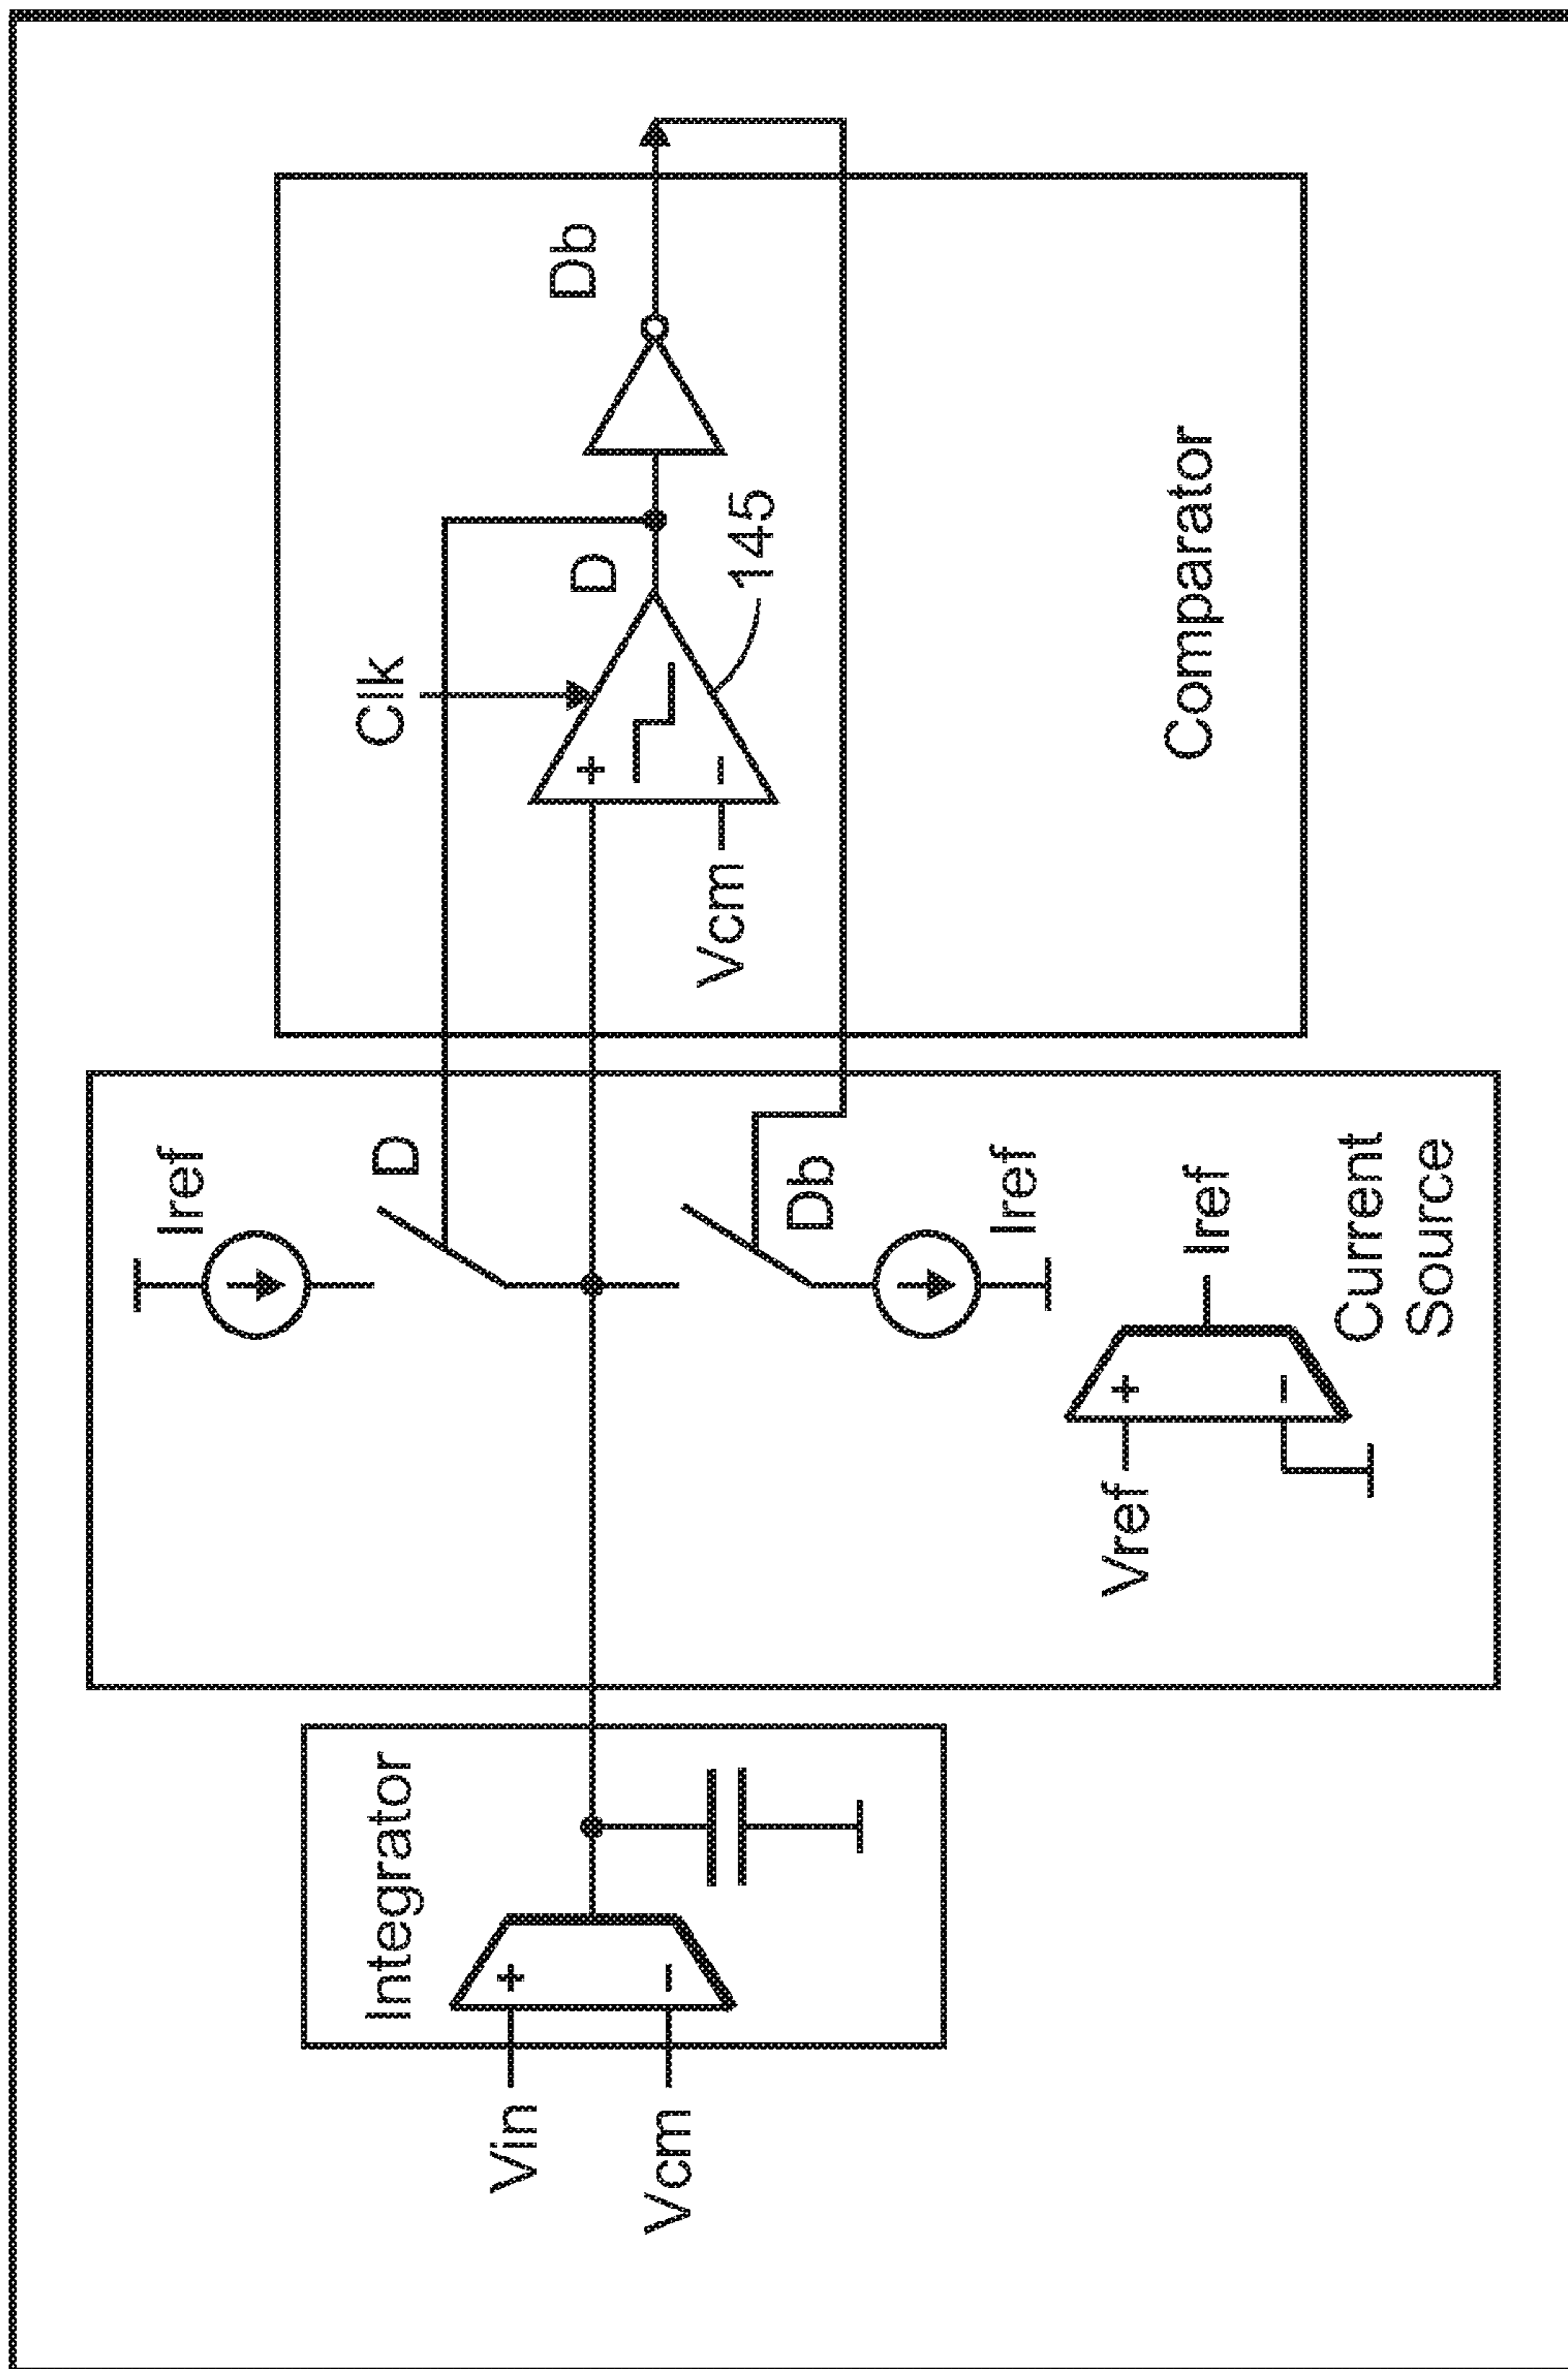 Integrator
Vin
Vcm
Iref
D
Db
Iref
Vref
Iref
Current
Source
Clk
D
Db
145
Vcm
Comparator